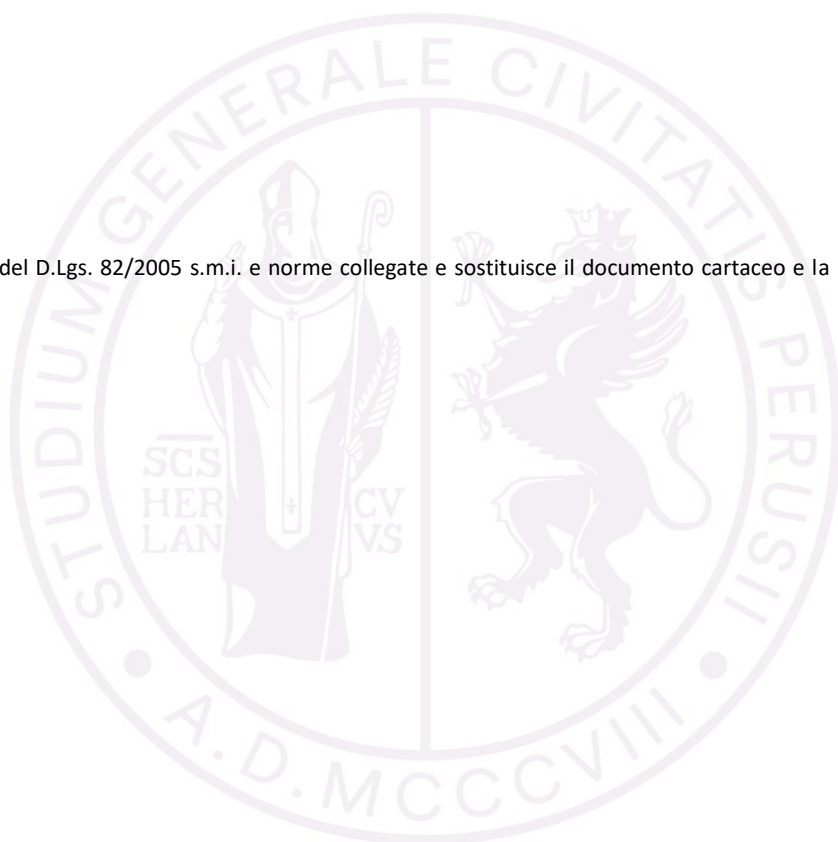 STUDIUM GENERALE CIVITATIS PERUSII
del D.Lgs. 82/2005 s.m.i. e norme collegate e sostituisce il documento cartaceo e la
SCS
HER
LAN
CV
VS
A.D. MCCCVIII